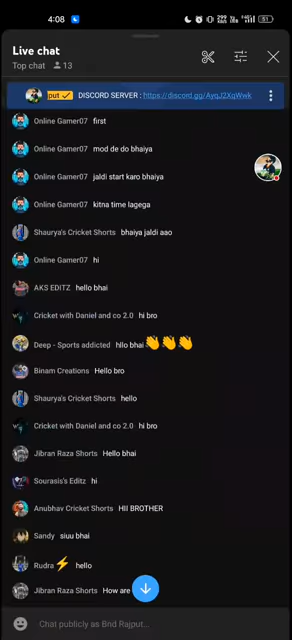 4:08
299
4G
51
Live chat
Top chat 13
put DISCORD SERVER : https://discord.gg/AyqJ2XqWwk
Online Gamer07 first
Online Gamer07 mod de do bhaiya
Online Gamer07 jaldi start karo bhaiya
Online Gamer07 kitna time lagega
Shaurya's Cricket Shorts bhaiya jaldi aao
Online Gamer07 hi
AKS EDITZ hello bhai
Cricket with Daniel and co 2.0 hi bro
Deep - Sports addicted hllo bhai 👋👋👋
Binam Creations Hello bro
Shaurya's Cricket Shorts hello
Cricket with Daniel and co 2.0 hi bro
Jibran Raza Shorts Hello bhai
Sourasis's Editz hi
Anubhav Cricket Shorts HII BROTHER
Sandy siuu bhai
Rudra⚡ hello
Jibran Raza Shorts How are
Chat publicly as Bnd Rajput...